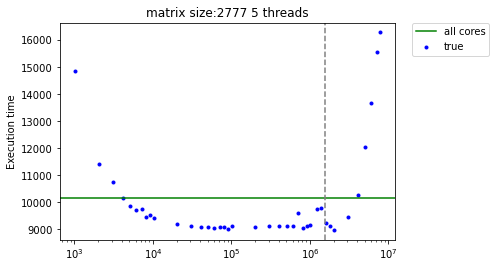 matrix size:2777 5 threads
all cores
true
Execution time
16000
15000
14000
13000
12000
11000
10000
9000
10³ 10⁴ 10⁵ 10⁶ 10⁷